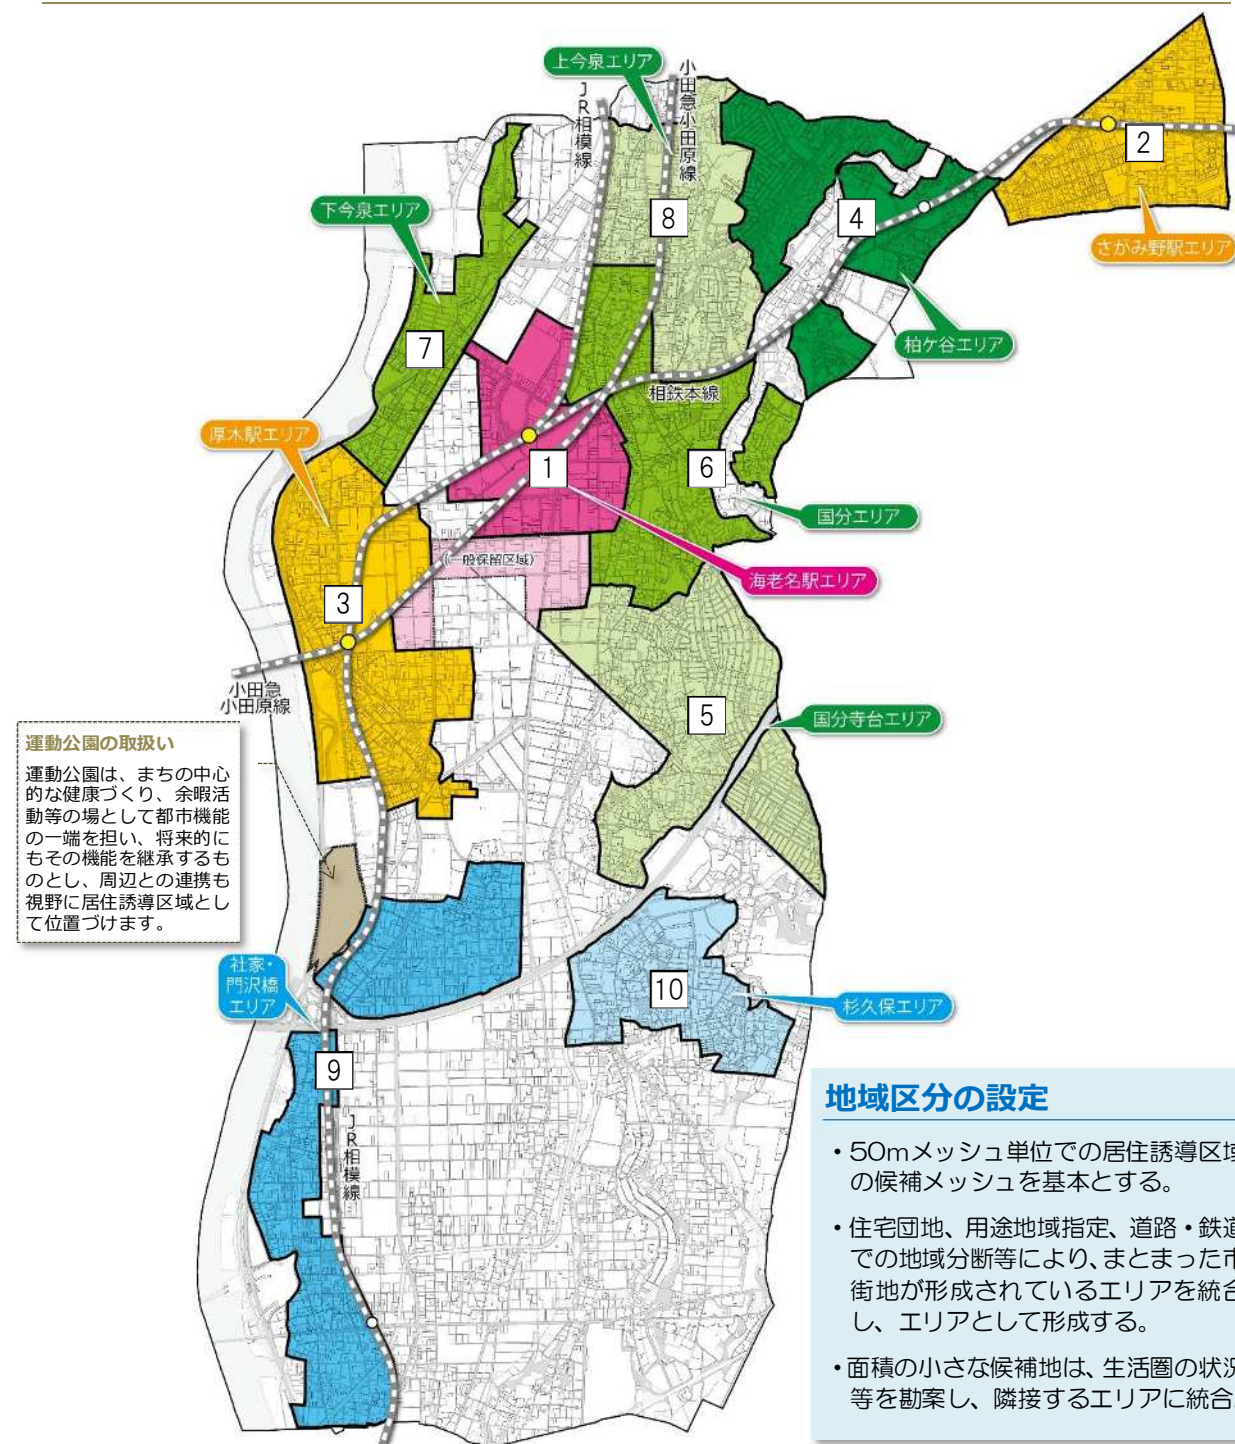 上今泉エリア
小田急小田原線
JR相模線
2
8
4
下今泉エリア
さがみ野駅エリア
柏ケ谷エリア
7
相鉄本線
厚木駅エリア
1
6
国分エリア
(一般保留区域)
海老名駅エリア
3
小田急
小田原線
5
国分寺台エリア
運動公園の取扱い
運動公園は、まちの中心
的な健康づくり、余暇活
動等の場として都市機能
の一端を担い、将来的に
もその機能を継承するも
のとし、周辺との連携も
視野に居住誘導区域とし
て位置づけます。
社家・
門沢橋
エリア
10
杉久保エリア
9
JR相模線
地域区分の設定
・50mメッシュ単位での居住誘導区域
の候補メッシュを基本とする。
・住宅団地、用途地域指定、道路・鉄道
での地域分断等により、まとまった市
街地が形成されているエリアを統合
し、エリアとして形成する。
・面積の小さな候補地は、生活圏の状況
等を勘案し、隣接するエリアに統合